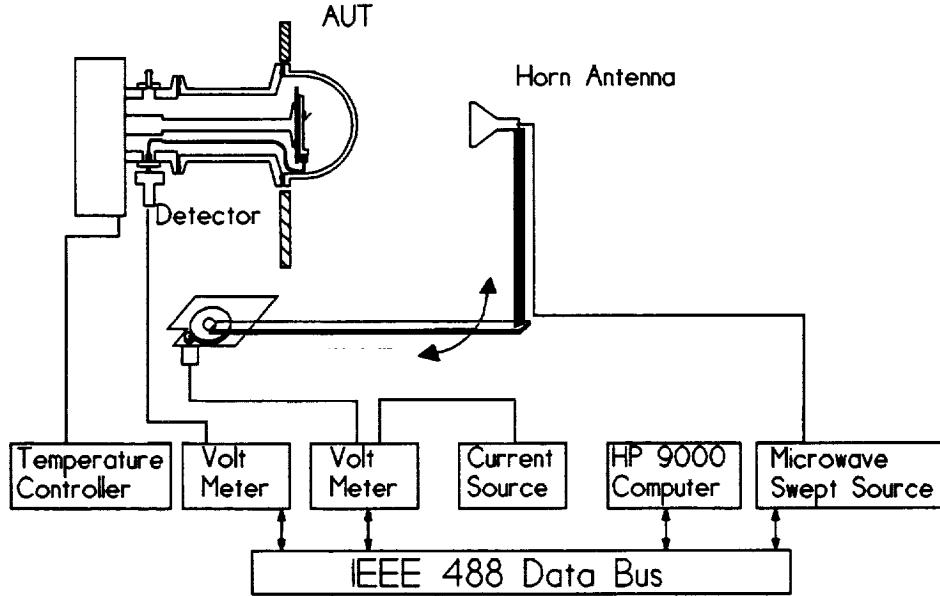 AUT
Horn Antenna
Detector
Temperature
Controller
Volt
Meter
Volt
Meter
Current
Source
HP 9000
Computer
Microwave
Swept Source
IEEE 488 Data Bus